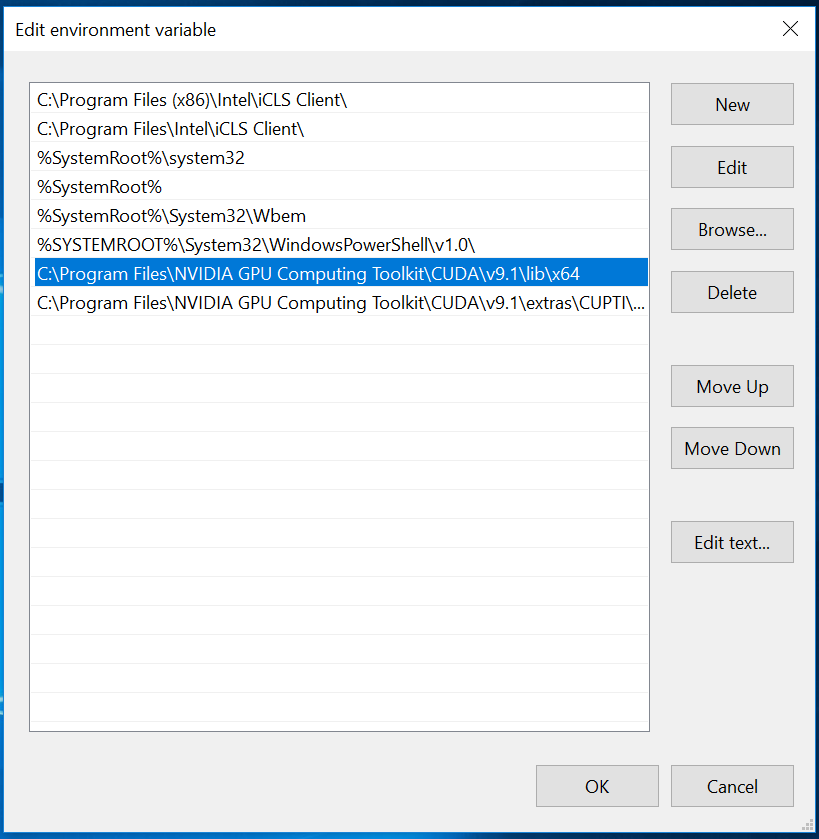 Edit environment variable
C:\Program Files (x86)\Intel\iCLS Client\
C:\Program Files\Intel\iCLS Client\
%SystemRoot%\system32
%SystemRoot%
%SystemRoot%\System32\Wbem
%SYSTEMROOT%\System32\WindowsPowerShell\v1.0\
C:\Program Files\NVIDIA GPU Computing Toolkit\CUDA\v9.1\lib\x64
C:\Program Files\NVIDIA GPU Computing Toolkit\CUDA\v9.1\extras\CUPTI\...
New
Edit
Browse...
Delete
Move Up
Move Down
Edit text...
OK
Cancel